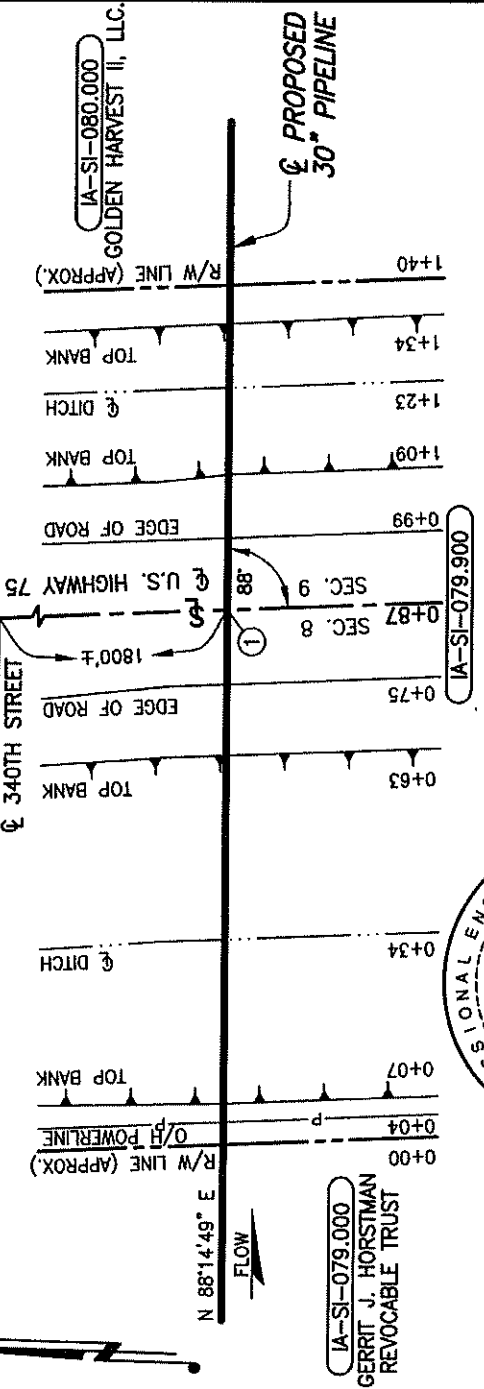 ℄ 340TH STREET
1800'±
℄ U.S. HIGHWAY 75
IA-SI-080.000
GOLDEN HARVEST II, LLC.
℄ PROPOSED
30" PIPELINE
R/W LINE (APPROX.)
O/H POWERLINE
TOP BANK
℄ DITCH
TOP BANK
EDGE OF ROAD
EDGE OF ROAD
TOP BANK
℄ DITCH
TOP BANK
R/W LINE (APPROX.)
N 88°14'49" E
FLOW
1
88°
SEC. 8
SEC. 9
P
P
0+00
0+04
0+07
0+34
0+63
0+75
0+87
0+99
1+09
1+23
1+34
1+40
IA-SI-079.000
GERRIT J. HORSTMAN
REVOCABLE TRUST
IA-SI-079.900